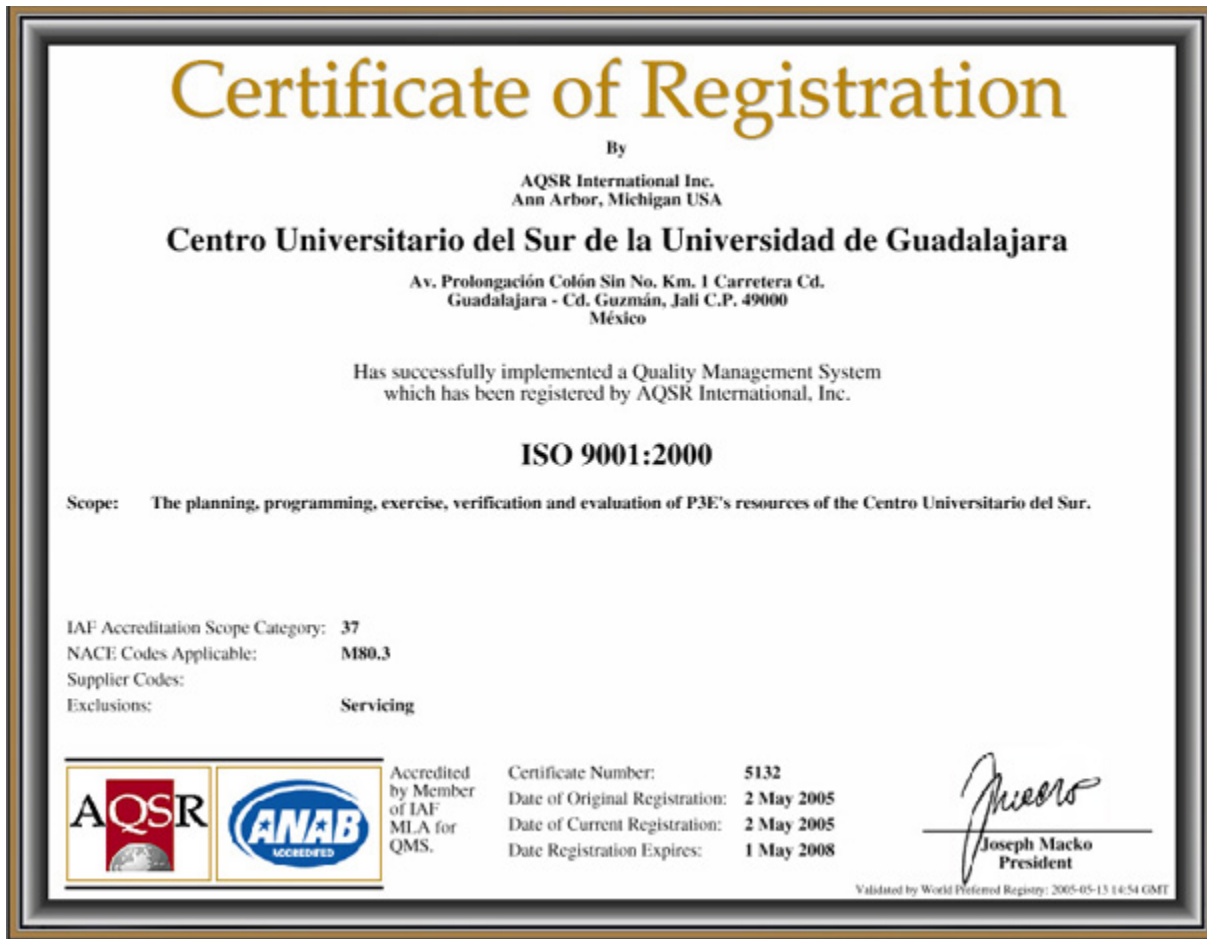 Certificate of Registration
By
AQSR International Inc.
Ann Arbor, Michigan USA
Centro Universitario del Sur de la Universidad de Guadalajara
Av. Prolongación Colón Sin No. Km. 1 Carretera Cd.
Guadalajara - Cd. Guzmán, Jali C.P. 49000
México
Has successfully implemented a Quality Management System
which has been registered by AQSR International, Inc.
ISO 9001:2000
Scope: The planning, programming, exercise, verification and evaluation of P3E's resources of the Centro Universitario del Sur.
IAF Accreditation Scope Category: 37
NACE Codes Applicable: M80.3
Supplier Codes:
Exclusions: Servicing
AQSR
ANAB
ACCREDITED
Accredited
by Member
of IAF
MLA for
QMS.
Certificate Number: 5132
Date of Original Registration: 2 May 2005
Date of Current Registration: 2 May 2005
Date Registration Expires: 1 May 2008
Joseph Macko
President
Validated by World Preferred Registry: 2005-05-13 14:54 GMT